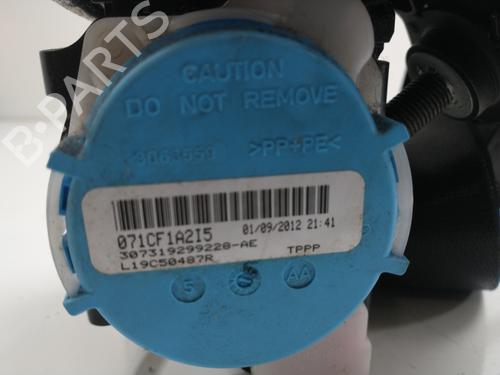 B-PARTS
CAUTION
DO NOT REMOVE
3063559 >PP+PE<
071CF1A2I5 01/09/2012 21:41
307319299228-AE TPPP
L19C50487R
5 AA